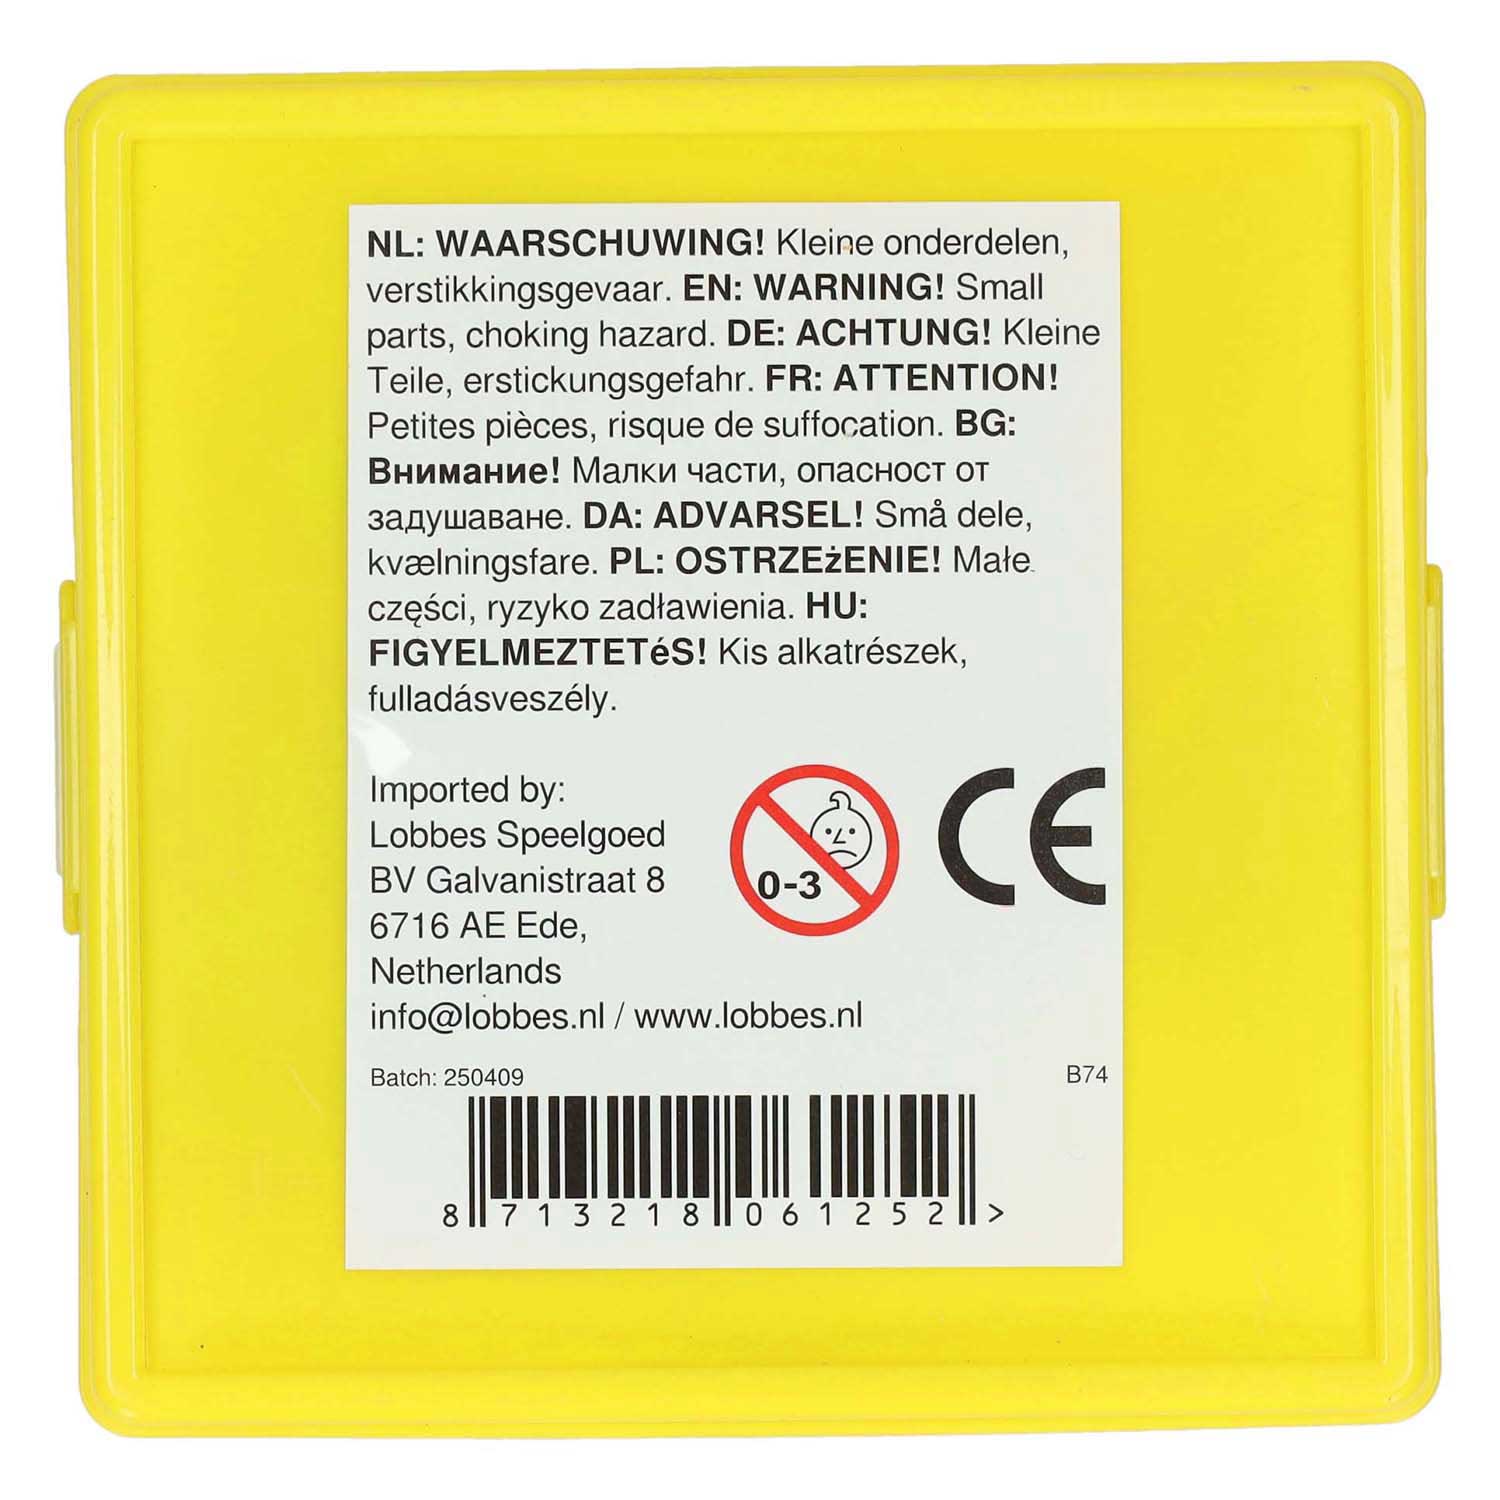 NL: WAARSCHUWING! Kleine onderdelen,
verstikkingsgevaar. EN: WARNING! Small
parts, choking hazard. DE: ACHTUNG! Kleine
Teile, erstickungsgefahr. FR: ATTENTION!
Petites pièces, risque de suffocation. BG:
Внимание! Малки части, опасност от
задушаване. DA: ADVARSEL! Små dele,
kvælningsfare. PL: OSTRZEżENIE! Małe
części, ryzyko zadławienia. HU:
FIGYELMEZTETéS! Kis alkatrészek,
fulladásveszély.
Imported by:
Lobbes Speelgoed
BV Galvanistraat 8
6716 AE Ede,
Netherlands
info@lobbes.nl / www.lobbes.nl
0-3
CE
Batch: 250409
B74
8 713218 061252 >